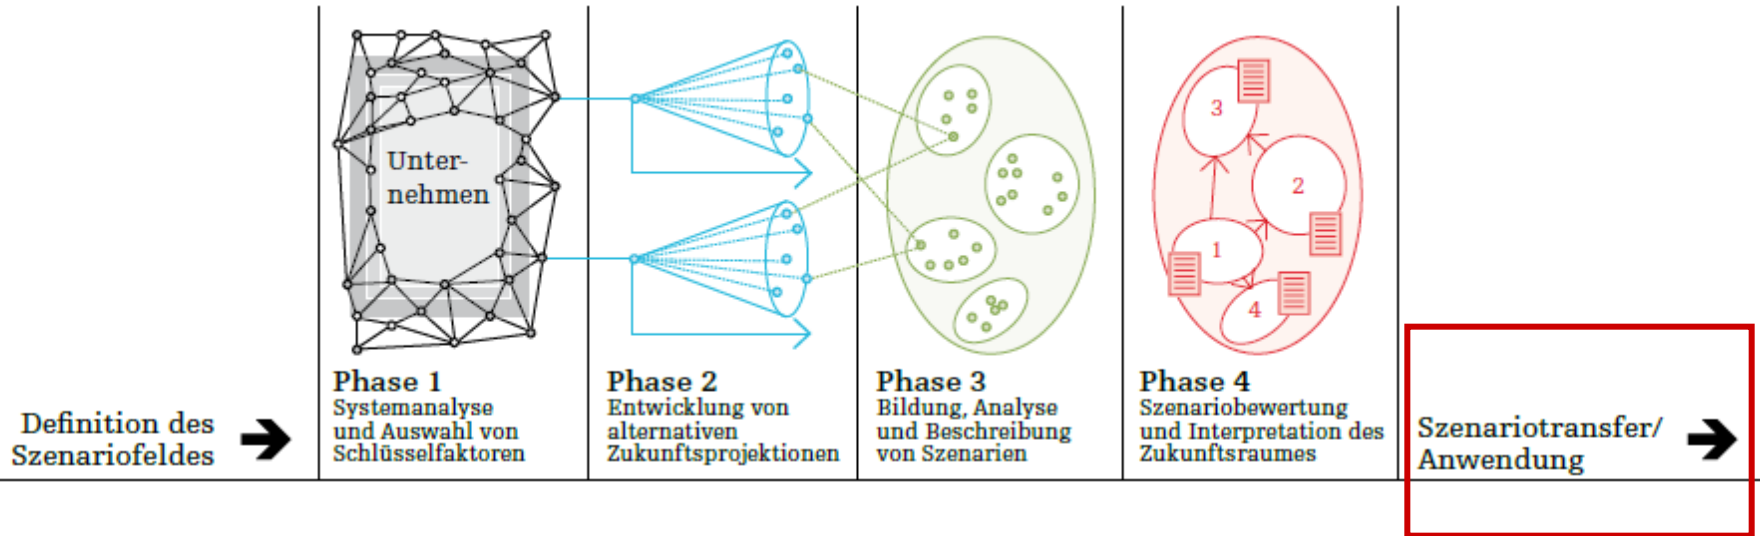 Definition des
Szenariofeldes
Unter-
nehmen
Phase 1
Systemanalyse
und Auswahl von
Schlüsselfaktoren
Phase 2
Entwicklung von
alternativen
Zukunftsprojektionen
Phase 3
Bildung, Analyse
und Beschreibung
von Szenarien
3
2
1
4
Phase 4
Szenariobewertung
und Interpretation des
Zukunftsraumes
Szenariotransfer/
Anwendung